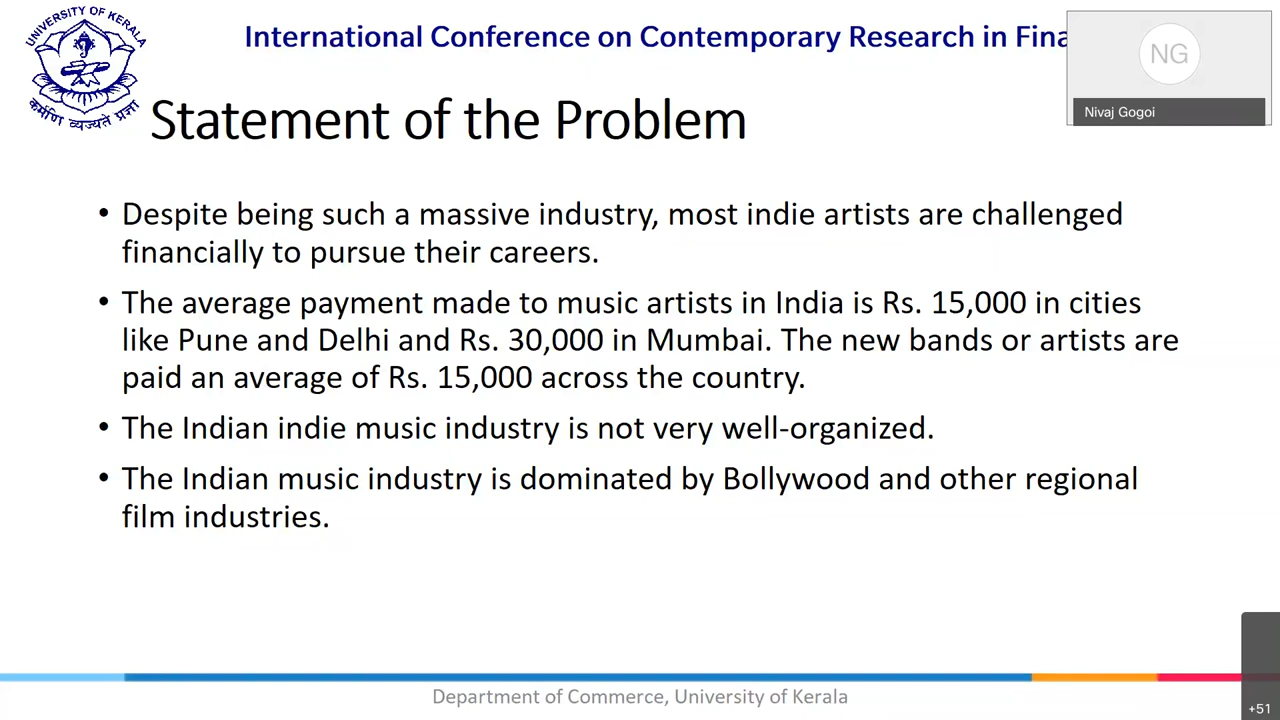 UNIVERSITY OF KERALA
कर्मणि व्यज्यते प्रज्ञा
International Conference on Contemporary Research in Fina
NG
Nivaj Gogoi
Statement of the Problem
• Despite being such a massive industry, most indie artists are challenged
financially to pursue their careers.
• The average payment made to music artists in India is Rs. 15,000 in cities
like Pune and Delhi and Rs. 30,000 in Mumbai. The new bands or artists are
paid an average of Rs. 15,000 across the country.
• The Indian indie music industry is not very well-organized.
• The Indian music industry is dominated by Bollywood and other regional
film industries.
Department of Commerce, University of Kerala
+51